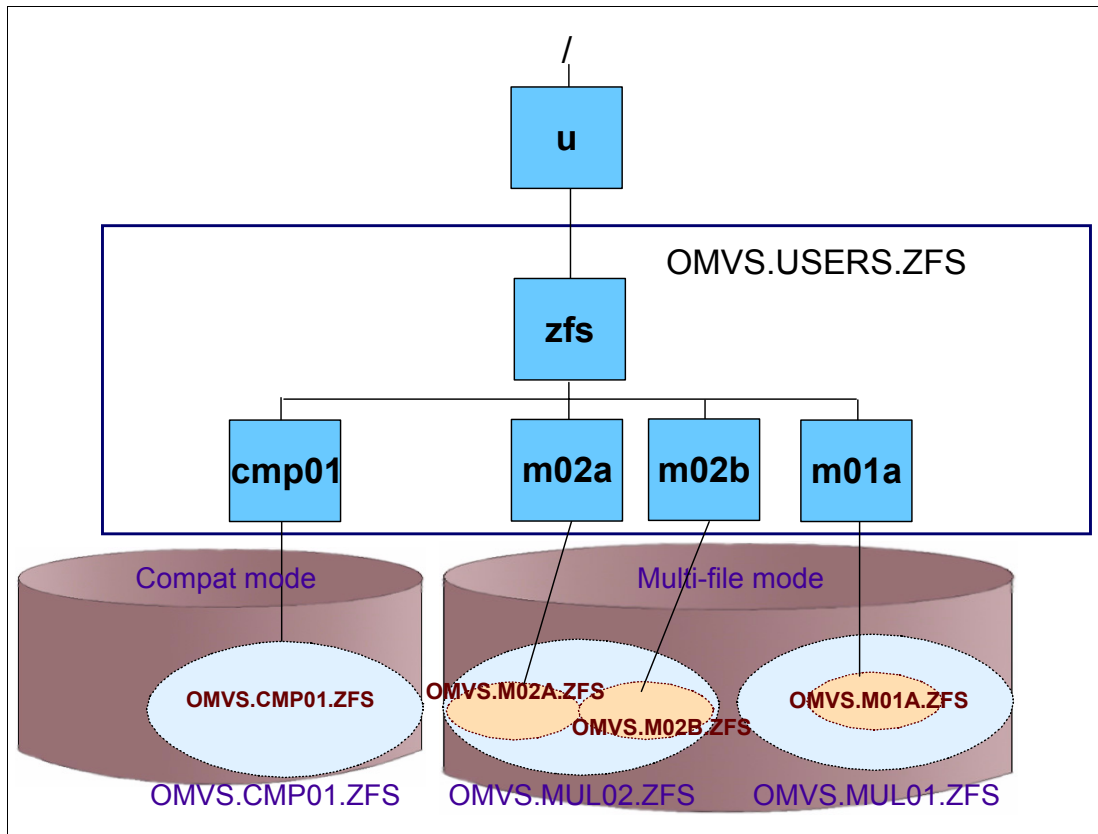 /
u
OMVS.USERS.ZFS
zfs
cmp01
m02a
m02b
m01a
Compat mode
Multi-file mode
OMVS.CMP01.ZFS
OMVS.M02A.ZFS
OMVS.M02B.ZFS
OMVS.M01A.ZFS
OMVS.CMP01.ZFS
OMVS.MUL02.ZFS
OMVS.MUL01.ZFS